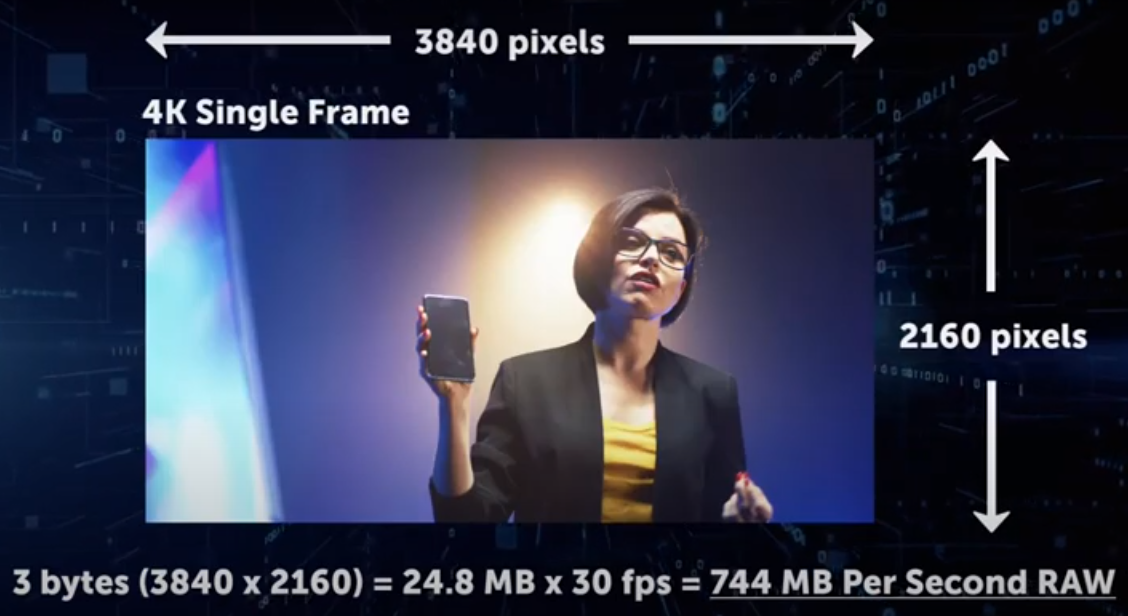 3840 pixels
4K Single Frame
2160 pixels
3 bytes (3840 x 2160) = 24.8 MB x 30 fps = 744 MB Per Second RAW